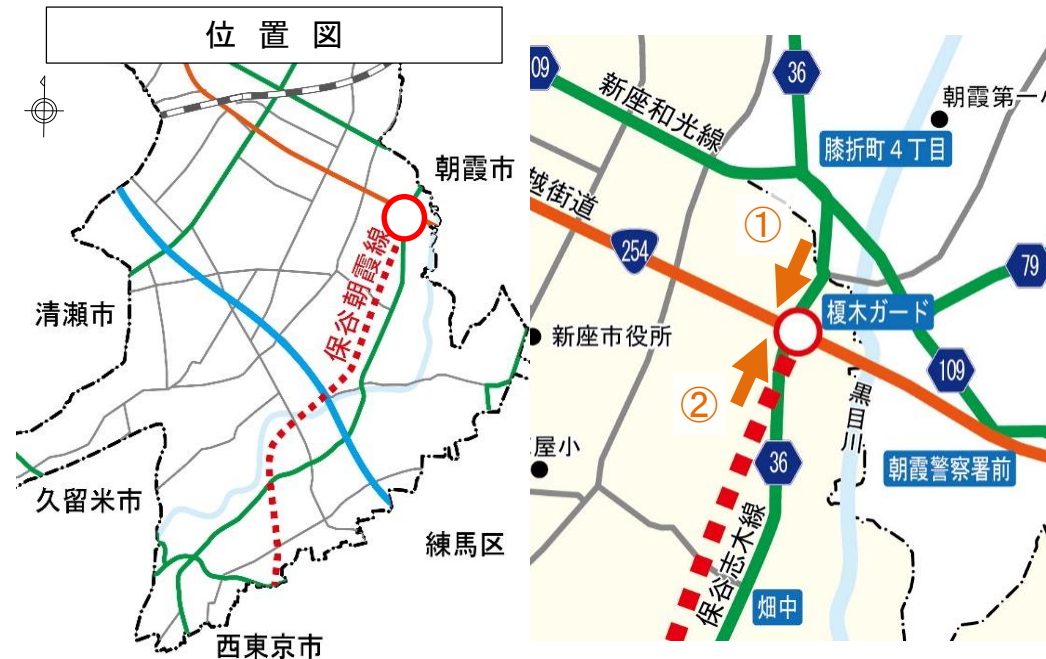 位置図
朝霞市
保谷朝霞線
清瀬市
久留米市
練馬区
西東京市
09
36
朝霞第一小
新座和光線
膝折町4丁目
越街道
①
254
79
榎木ガード
新座市役所
②
109
黒目川
屋小
36
朝霞警察署前
保谷志木線
畑中